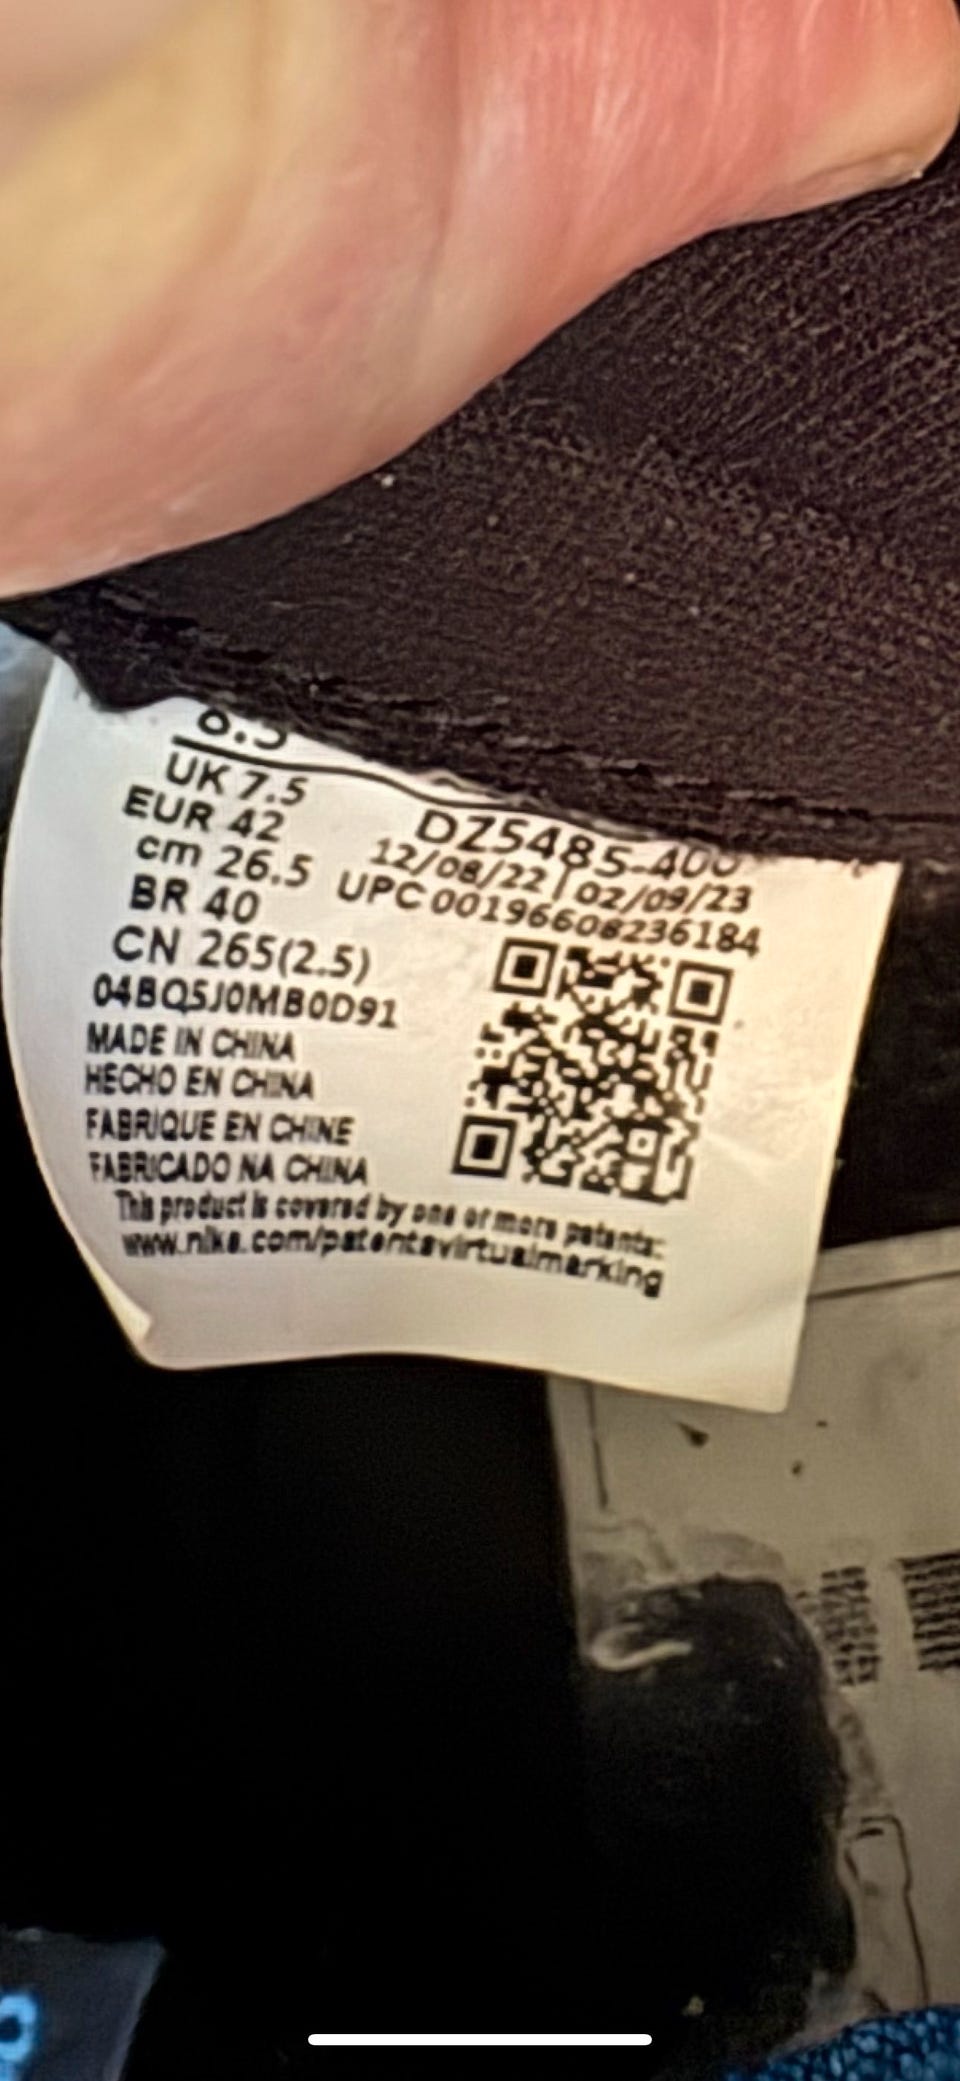 8.5
UK 7.5
EUR 42
cm 26.5
BR 40
CN 265(2.5)
04BQ5J0MB0D91
DZ5485-400
12/08/22 | 02/09/23
UPC 00196608236184
MADE IN CHINA
HECHO EN CHINA
FABRIQUE EN CHINE
FABRICADO NA CHINA
This product is covered by one or more patents:
www.nike.com/patentsvirtualmarking